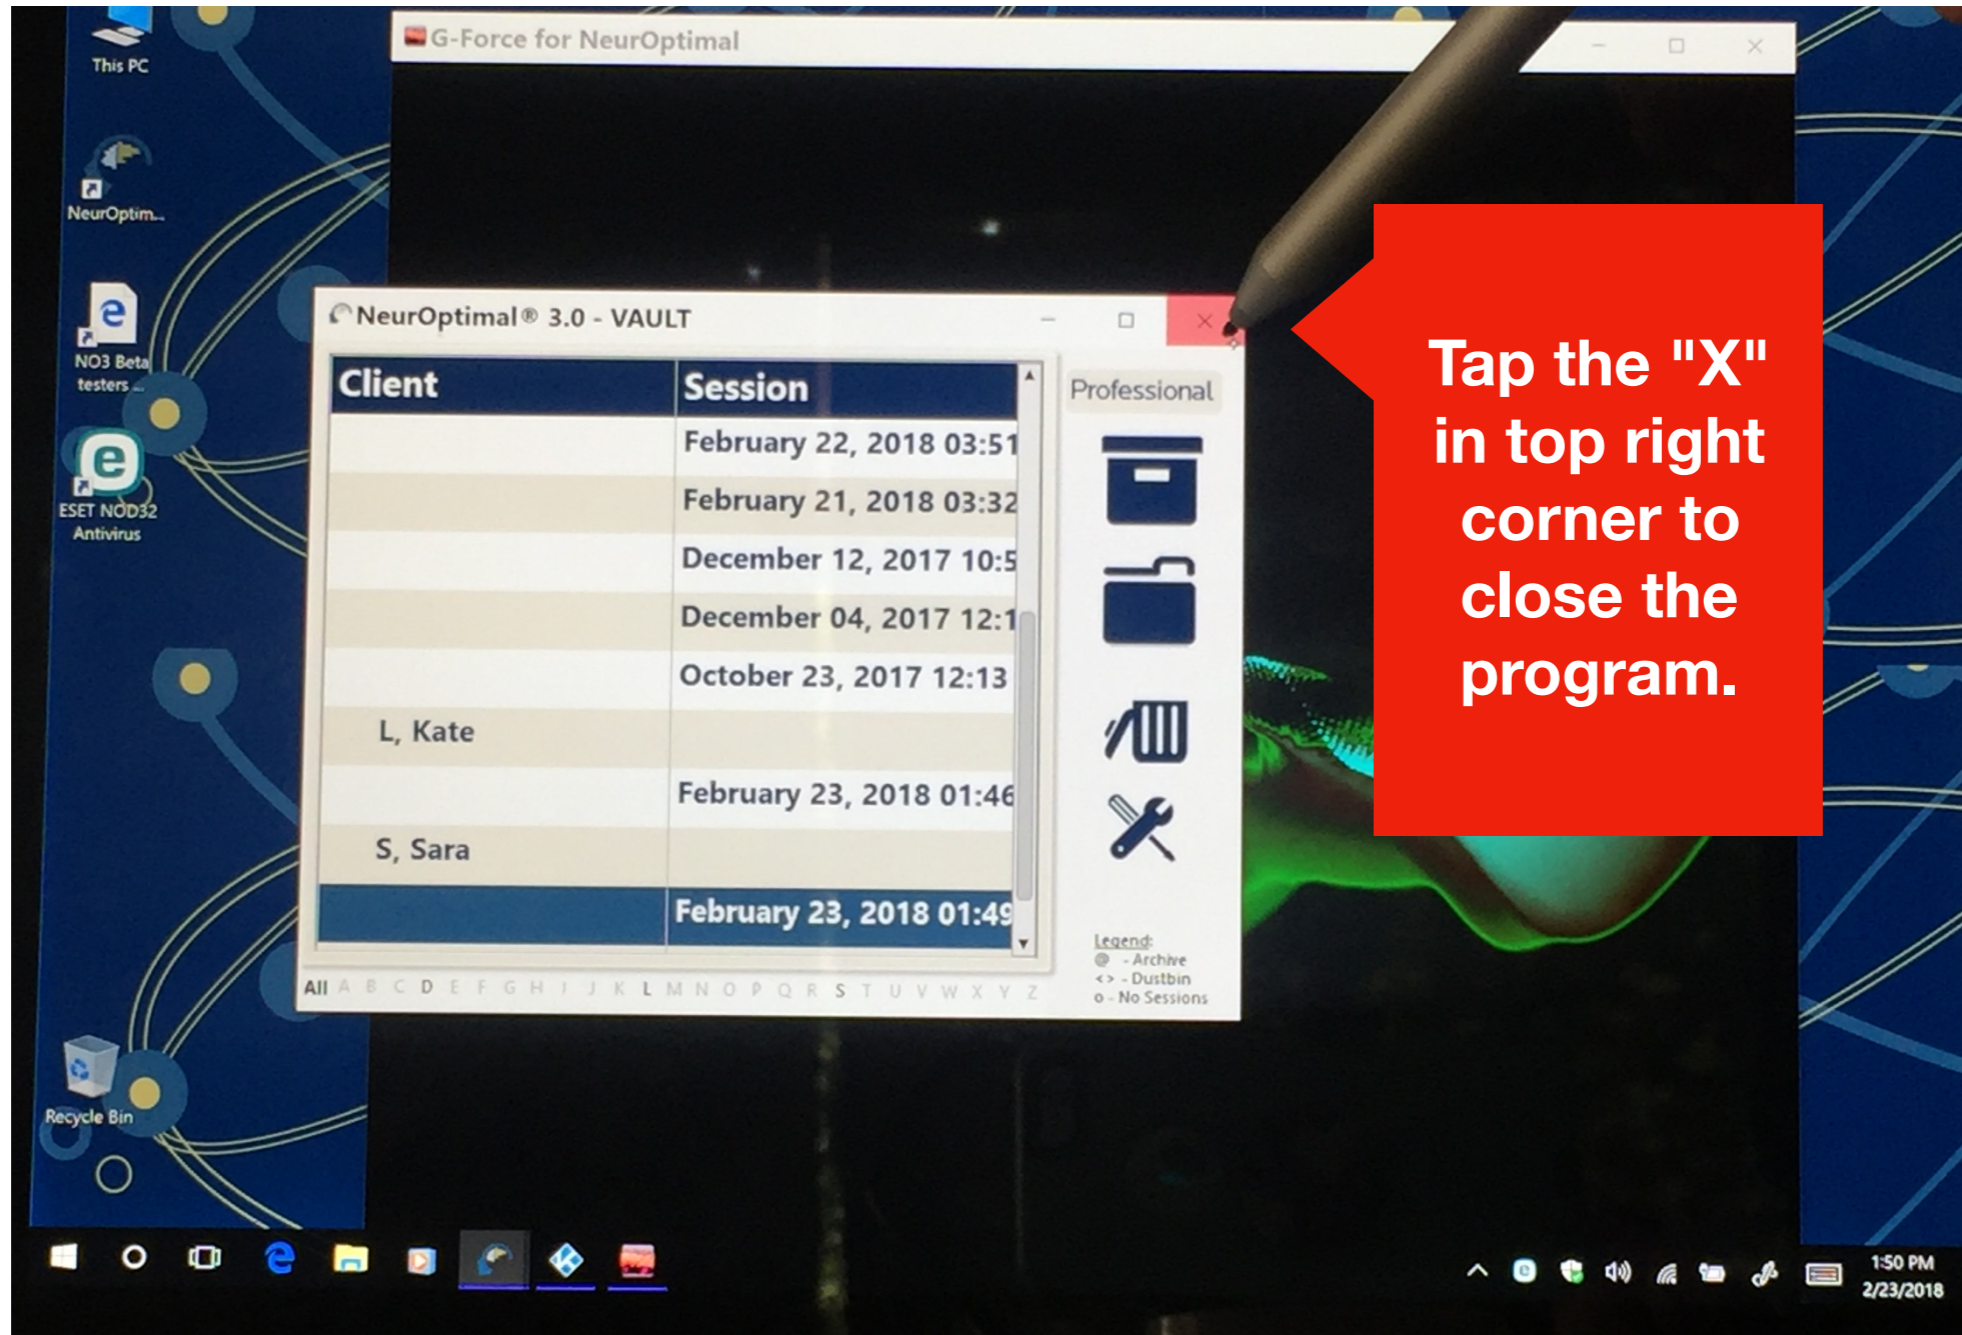 This PC
NeurOptim...
NO3 Beta
testers ...
ESET NOD32
Antivirus
Recycle Bin
G-Force for NeurOptimal
NeurOptimal® 3.0 - VAULT
Client Session
February 22, 2018 03:51
February 21, 2018 03:32
December 12, 2017 10:5
December 04, 2017 12:1
October 23, 2017 12:13
L, Kate
February 23, 2018 01:46
S, Sara
February 23, 2018 01:49
All A B C D E F G H I J K L M N O P Q R S T U V W X Y Z
Professional
Legend:
@ - Archive
<> - Dustbin
o - No Sessions
Tap the "X"
in top right
corner to
close the
program.
1:50 PM
2/23/2018